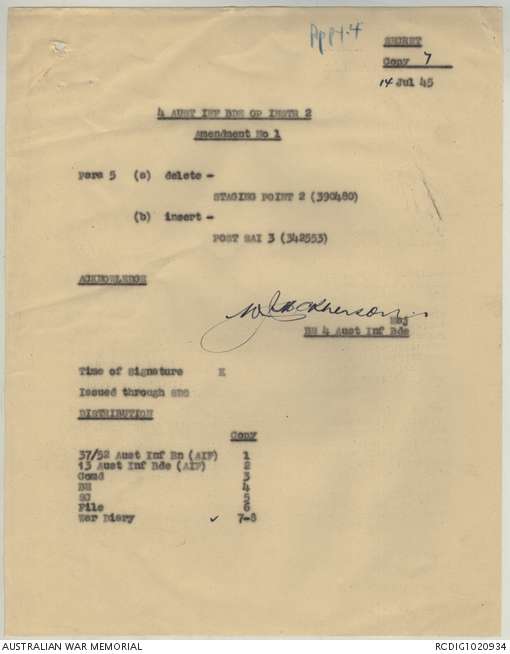 App 1.4
SECRET
Copy 7
14 Jul 45
4 AUST INF BDE OP INSTR 2
Amendment No 1
Para 5 (a) delete -
STAGING POINT 2 (390480)
(b) insert -
POST SAI 3 (342553)
ACKNOWLEDGE
Maj
BM 4 Aust Inf Bde
Time of Signature K
Issued through SDS
DISTRIBUTION
Copy
37/52 Aust Inf Bn (AIF) 1
13 Aust Inf Bde (AIF) 2
Comd 3
BM 4
SC 5
File 6
War Diary ✓ 7-8
AUSTRALIAN WAR MEMORIAL
RCDIG1020934